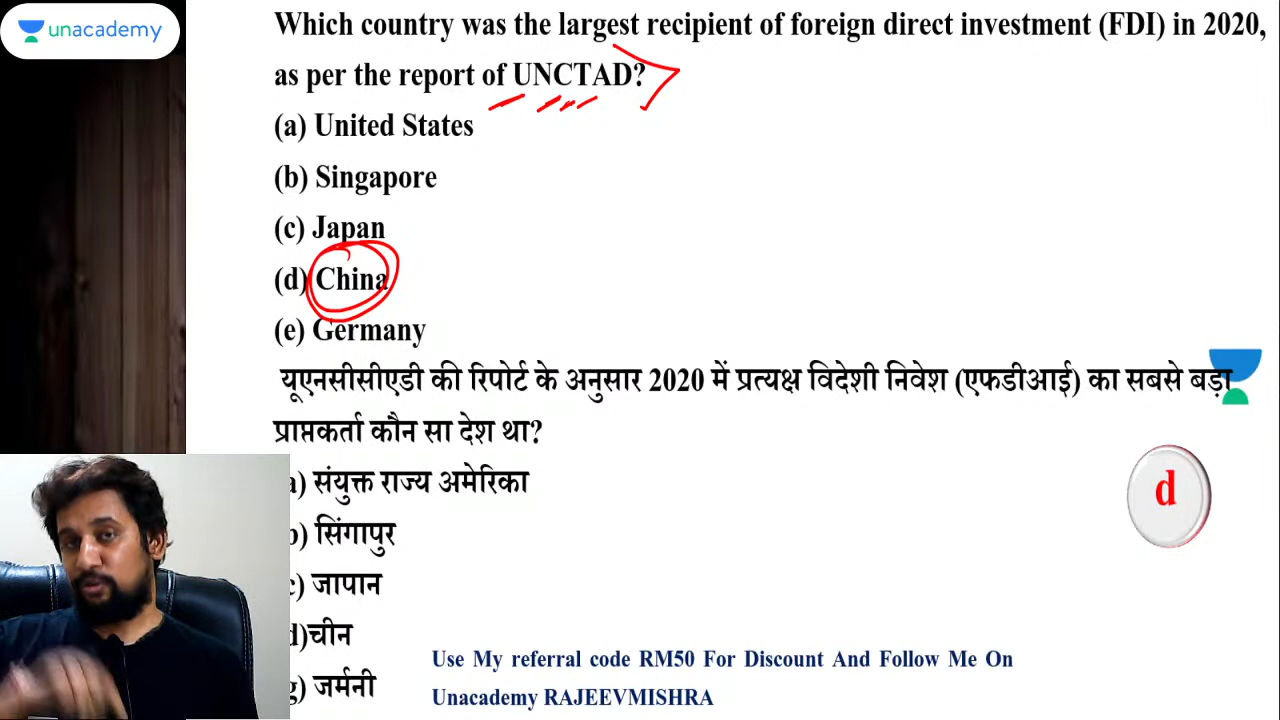 unacademy
Which country was the largest recipient of foreign direct investment (FDI) in 2020,
as per the report of UNCTAD?
(a) United States
(b) Singapore
(c) Japan
(d) China
(e) Germany
यूएनसीसीएडी की रिपोर्ट के अनुसार 2020 में प्रत्यक्ष विदेशी निवेश (एफडीआई) का सबसे बड़ा
प्राप्तकर्ता कौन सा देश था?
a) संयुक्त राज्य अमेरिका
b) सिंगापुर
c) जापान
d)चीन
g) जर्मनी
d
Use My referral code RM50 For Discount And Follow Me On
Unacademy RAJEEVMISHRA